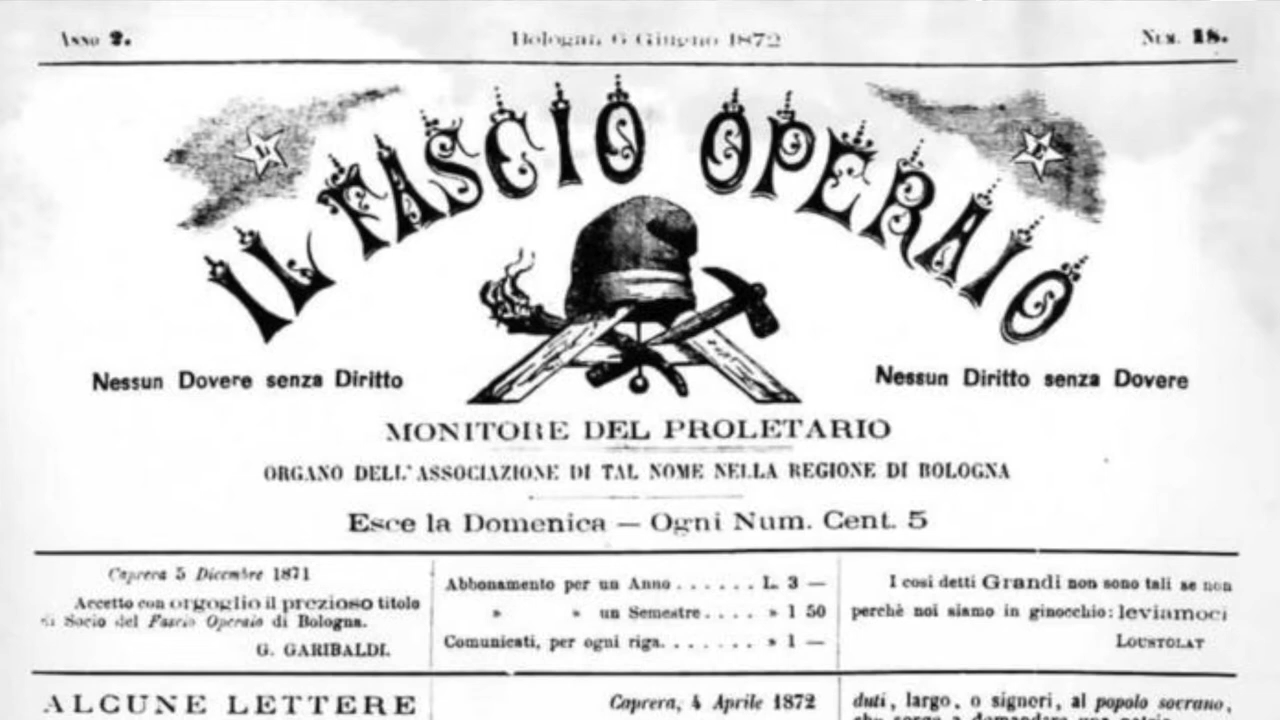 Anno 2.
Bologna, 6 Giugno 1872
Num. 18.
IL FASCIO OPERAIO
Nessun Dovere senza Diritto
Nessun Diritto senza Dovere
MONITORE DEL PROLETARIO
ORGANO DELL'ASSOCIAZIONE DI TAL NOME NELLA REGIONE DI BOLOGNA
Esce la Domenica — Ogni Num. Cent. 5
Caprera 5 Dicembre 1871
Accetto con orgoglio il prezioso titolo
di Socio del Fascio Operaio di Bologna.
G. GARIBALDI.
Abbonamento per un Anno . . . . . . . L. 3 —
» » un Semestre . . . . » 1 50
Comunicati, per ogni riga. . . . . . . » 1 —
I così detti Grandi non sono tali se non
perchè noi siamo in ginocchio: leviamoci
LOUSTOLAT
ALCUNE LETTERE
Caprera, 4 Aprile 1872
duti, largo, o signori, al popolo sovrano,